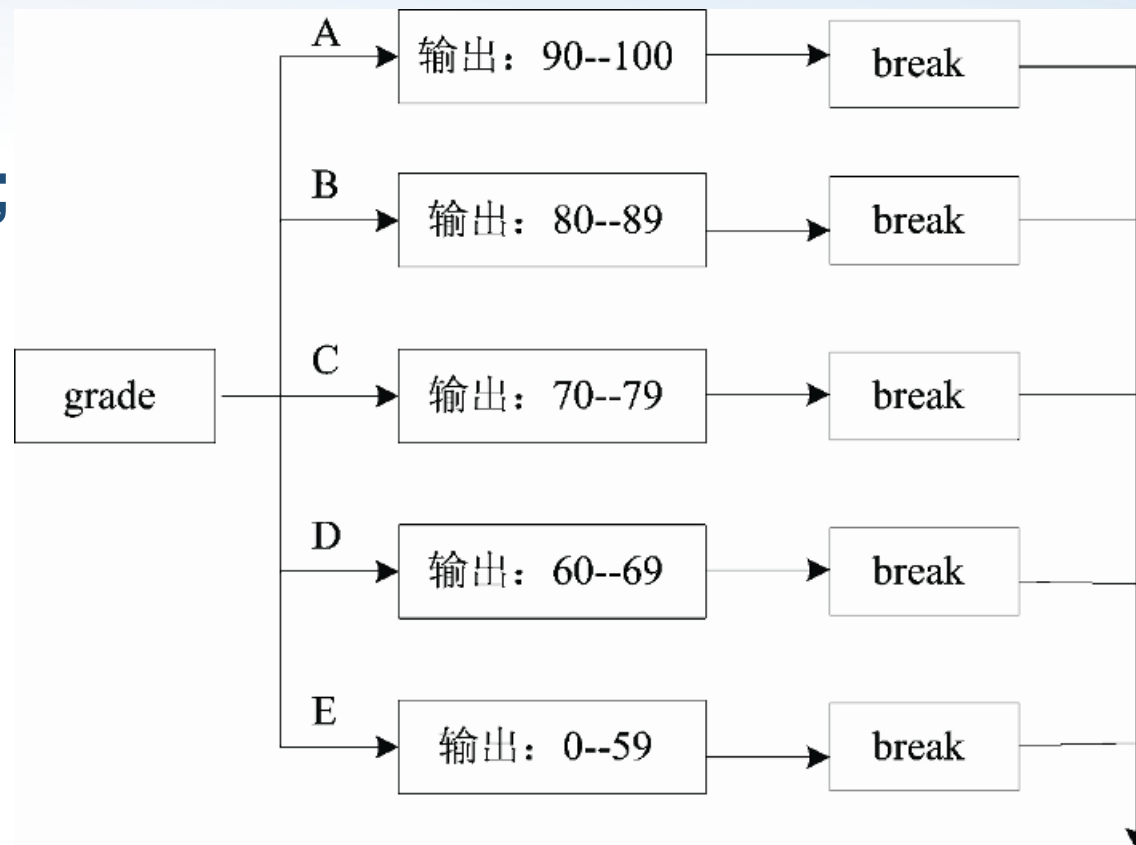 A
输出：90--100
break
;
B
输出：80--89
break
grade
C
输出：70--79
break
D
输出：60--69
break
E
输出：0--59
break